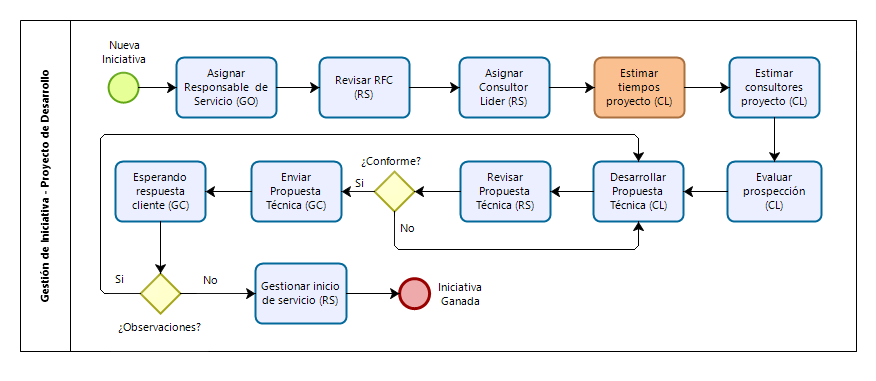 Gestión de Iniciativa - Proyecto de Desarrollo
Nueva
Iniciativa
Asignar
Responsable de
Servicio (GO)
Revisar RFC
(RS)
Asignar
Consultor
Lider (RS)
Estimar
tiempos
proyecto (CL)
Estimar
consultores
proyecto (CL)
Evaluar
prospección
(CL)
Desarrollar
Propuesta
Técnica (CL)
Revisar
Propuesta
Técnica (RS)
¿Conforme?
Si
No
Enviar
Propuesta
Técnica (GC)
Esperando
respuesta
cliente (GC)
Si
No
¿Observaciones?
Gestionar inicio
de servicio (RS)
Iniciativa
Ganada